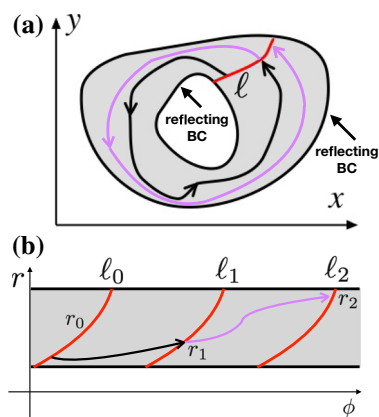 (a)
y
ℓ
reflecting
BC
reflecting
BC
x
(b)
r
ℓ₀
ℓ₁
ℓ₂
r₀
r₁
r₂
ϕ